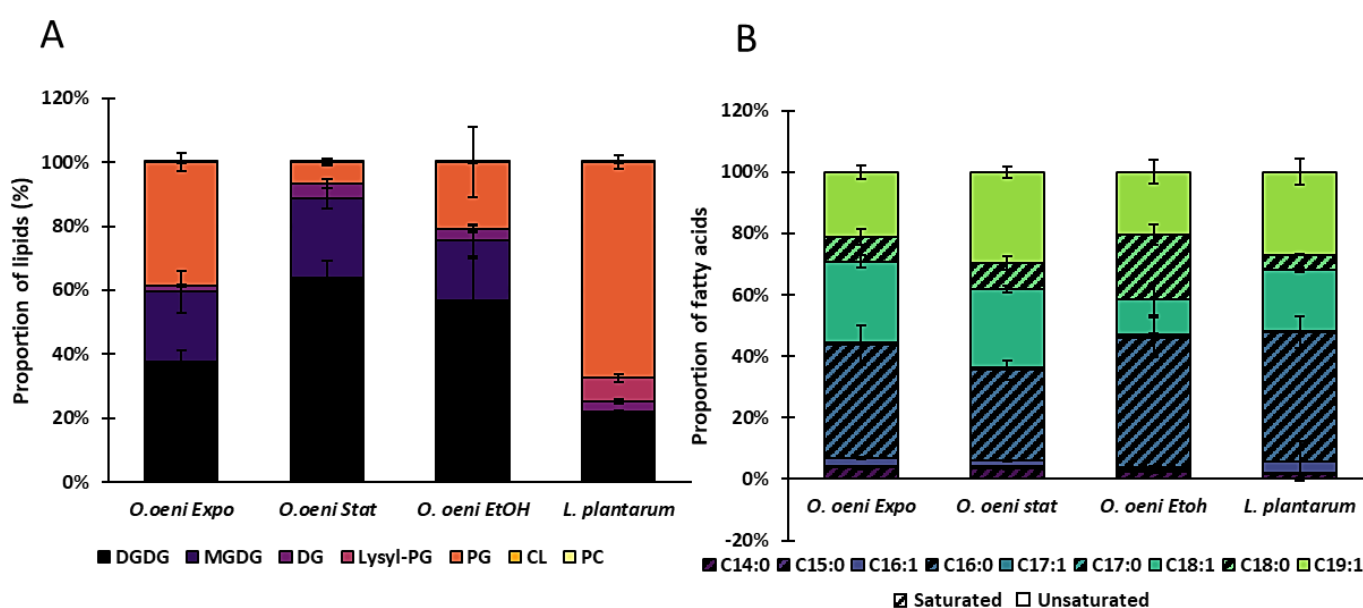 A
Proportion of lipids (%)
120%
100%
80%
60%
40%
20%
0%
O.oeni Expo O.oeni Stat O. oeni EtOH L. plantarum
DGDG MGDG DG Lysyl-PG PG CL PC
B
Proportion of fatty acids
120%
100%
80%
60%
40%
20%
0%
-20%
O. oeni Expo O. oeni stat O. oeni Etoh L. plantarum
C14:0 C15:0 C16:1 C16:0 C17:1 C17:0 C18:1 C18:0 C19:1
Saturated Unsaturated